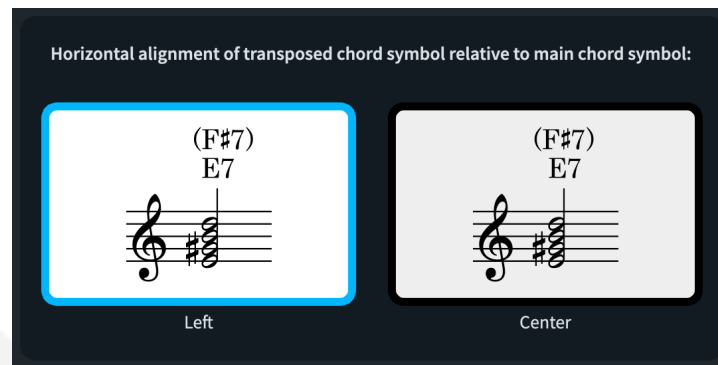 Horizontal alignment of transposed chord symbol relative to main chord symbol:
(F♯7)
E7
(F♯7)
E7
Left
Center